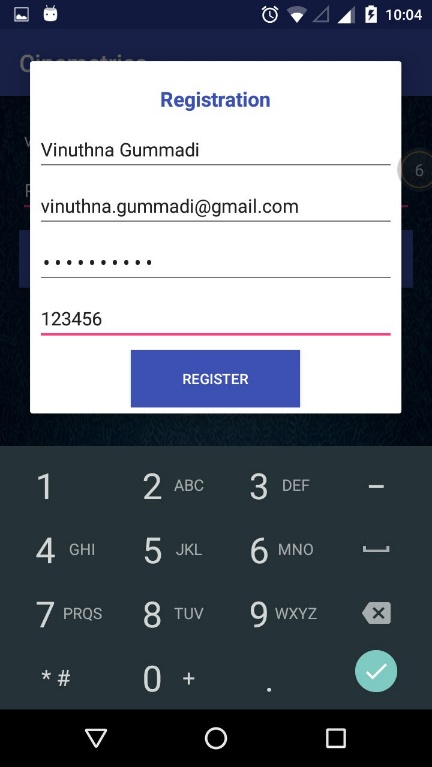 10:04
Registration
Vinuthna Gummadi
vinuthna.gummadi@gmail.com
••••••••••
123456
6
REGISTER
1 2 ABC 3 DEF –
4 GHI 5 JKL 6 MNO
7 PRQS 8 TUV 9 WXYZ
* # 0 + .